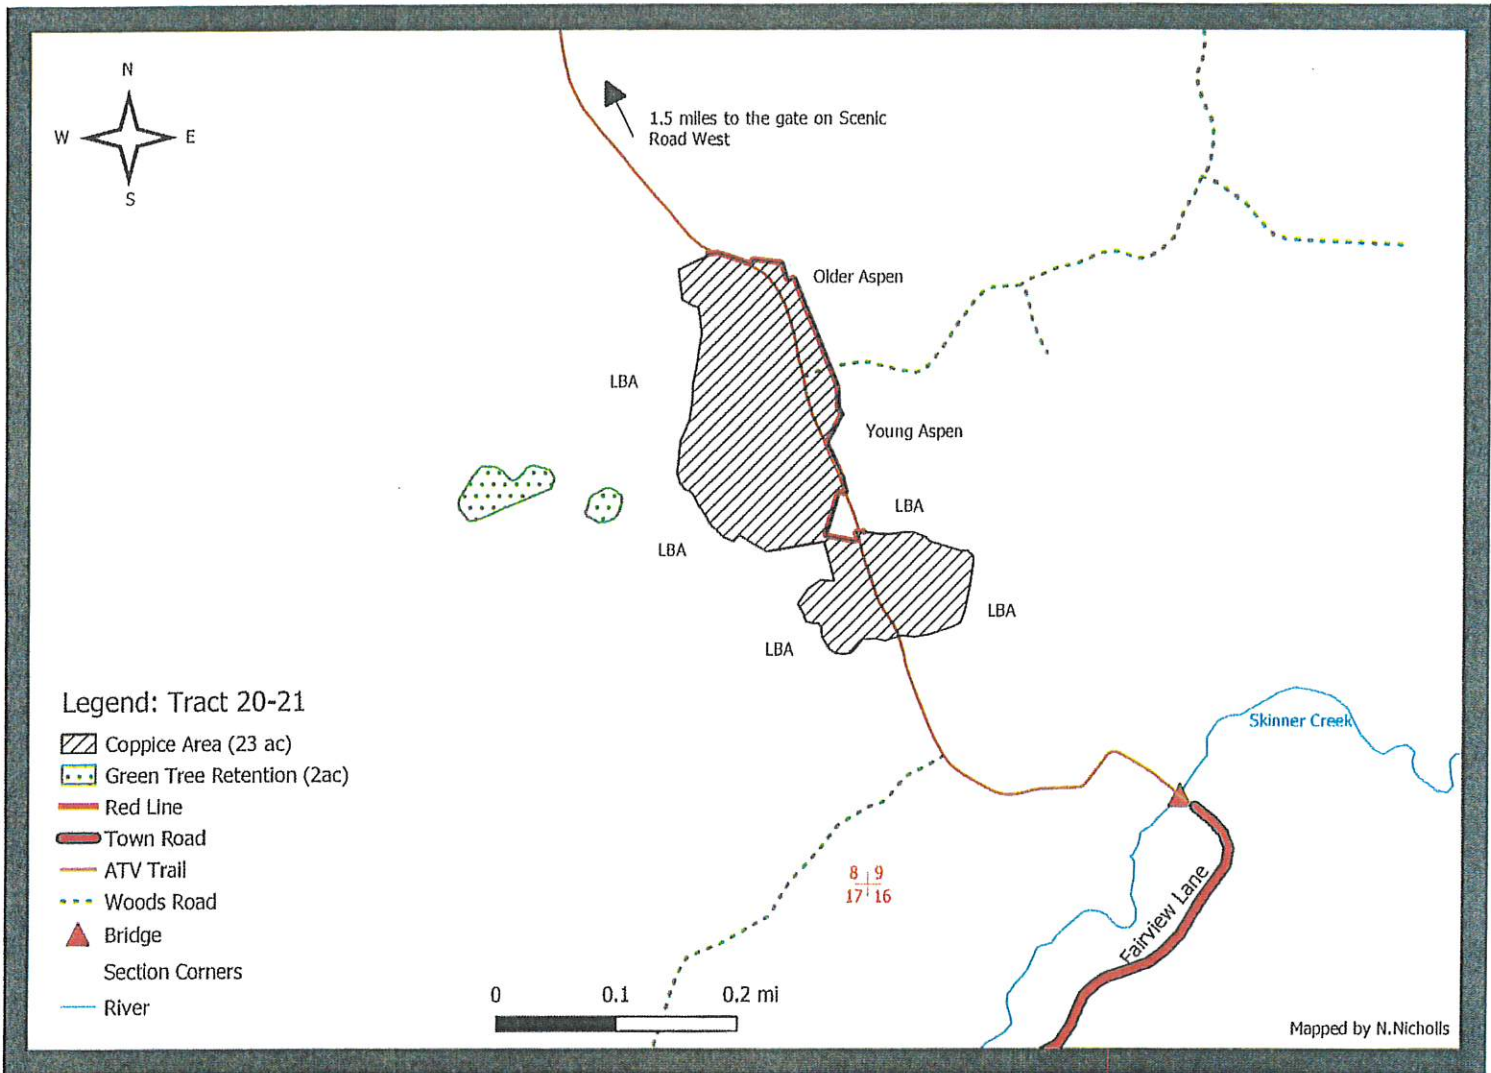 N
W E
S
1.5 miles to the gate on Scenic
Road West
Older Aspen
LBA
Young Aspen
LBA
LBA
LBA
LBA
Skinner Creek
Legend: Tract 20-21
Coppice Area (23 ac)
Green Tree Retention (2ac)
Red Line
Town Road
ATV Trail
Woods Road
Bridge
Section Corners
River
8 9
17 16
Fairview Lane
0 0.1 0.2 mi
Mapped by N.Nicholls